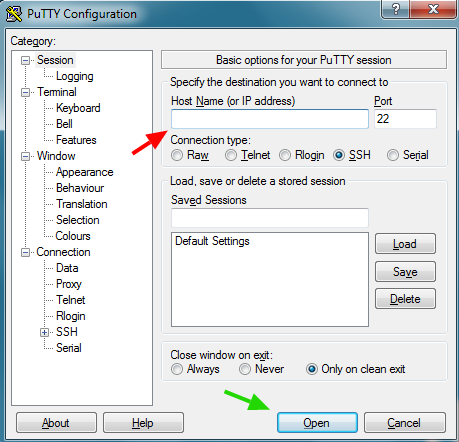 PuTTY Configuration
Category:
Session
Logging
Terminal
Keyboard
Bell
Features
Window
Appearance
Behaviour
Translation
Selection
Colours
Connection
Data
Proxy
Telnet
Rlogin
SSH
Serial
Basic options for your PuTTY session
Specify the destination you want to connect to
Host Name (or IP address) Port
22
Connection type:
Raw Telnet Rlogin SSH Serial
Load, save or delete a stored session
Saved Sessions
Default Settings
Load
Save
Delete
Close window on exit:
Always Never Only on clean exit
About Help Open Cancel